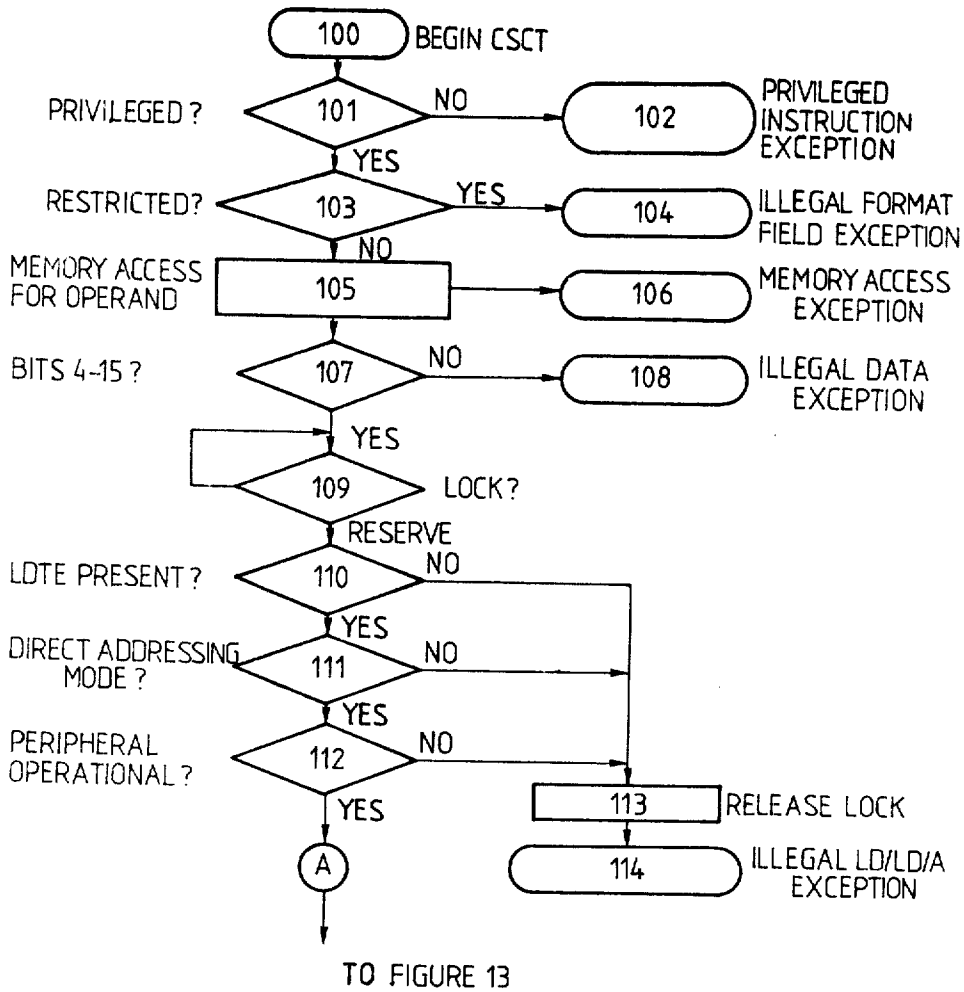 100 BEGIN CSCT
PRIVILEGED?
101
NO
102
PRIVILEGED
INSTRUCTION
EXCEPTION
YES
RESTRICTED?
103
YES
104
ILLEGAL FORMAT
FIELD EXCEPTION
NO
MEMORY ACCESS
FOR OPERAND
105
106
MEMORY ACCESS
EXCEPTION
BITS 4-15?
107
NO
108
ILLEGAL DATA
EXCEPTION
YES
109
LOCK?
RESERVE
LDTE PRESENT?
110
NO
YES
DIRECT ADDRESSING
MODE?
111
NO
YES
PERIPHERAL
OPERATIONAL?
112
NO
YES
113
RELEASE LOCK
A
114
ILLEGAL LD/LD/A
EXCEPTION
TO FIGURE 13